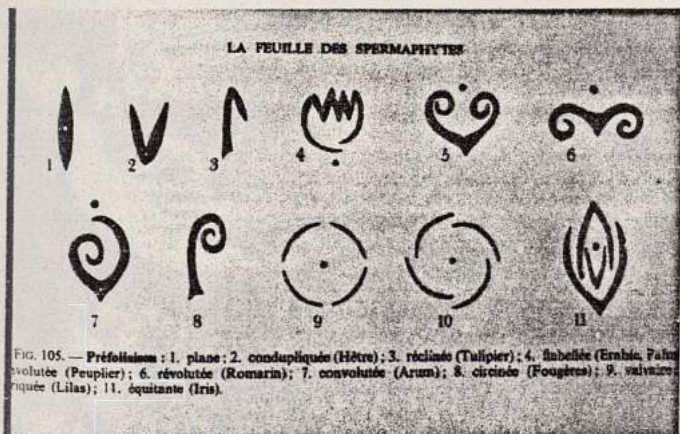 LA FEUILLE DES SPERMAPHYTES
1 2 3 4 5 6
7 8 9 10 11
FIG. 105. — Préfoliaison : 1. plane ; 2. condupliquée (Hêtre) ; 3. réclinée (Tulipier) ; 4. flabellée (Erable,
volutée (Peuplier) ; 6. révolutée (Romarin) ; 7. convolutée (Arum) ; 8. circinée (Fougères) ; 9. valvaire ;
riquée (Lilas) ; 11. équitante (Iris).